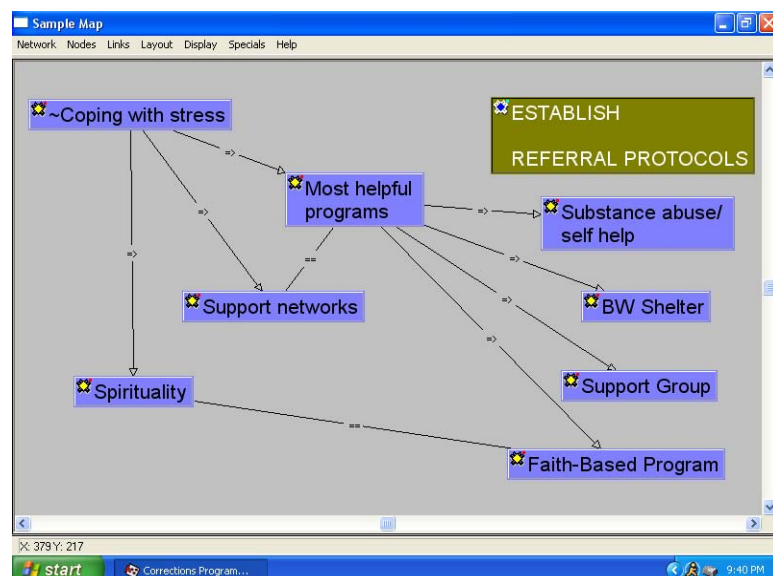 Sample Map
Network Nodes Links Layout Display Specials Help
~Coping with stress
ESTABLISH
REFERRAL PROTOCOLS
=>
Most helpful
programs
=>
Substance abuse/
self help
=>
=>
==
=>
Support networks
BW Shelter
=>
=>
Spirituality
Support Group
==
Faith-Based Program
X: 379 Y: 217
start
Corrections Program...
9:40 PM